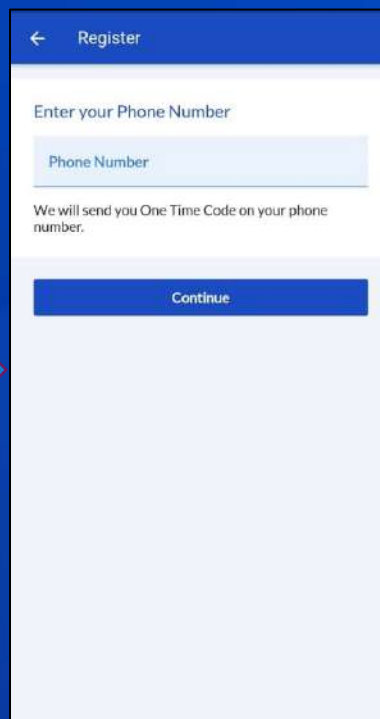 Register
Enter your Phone Number
Phone Number
We will send you One Time Code on your phone
number.
Continue